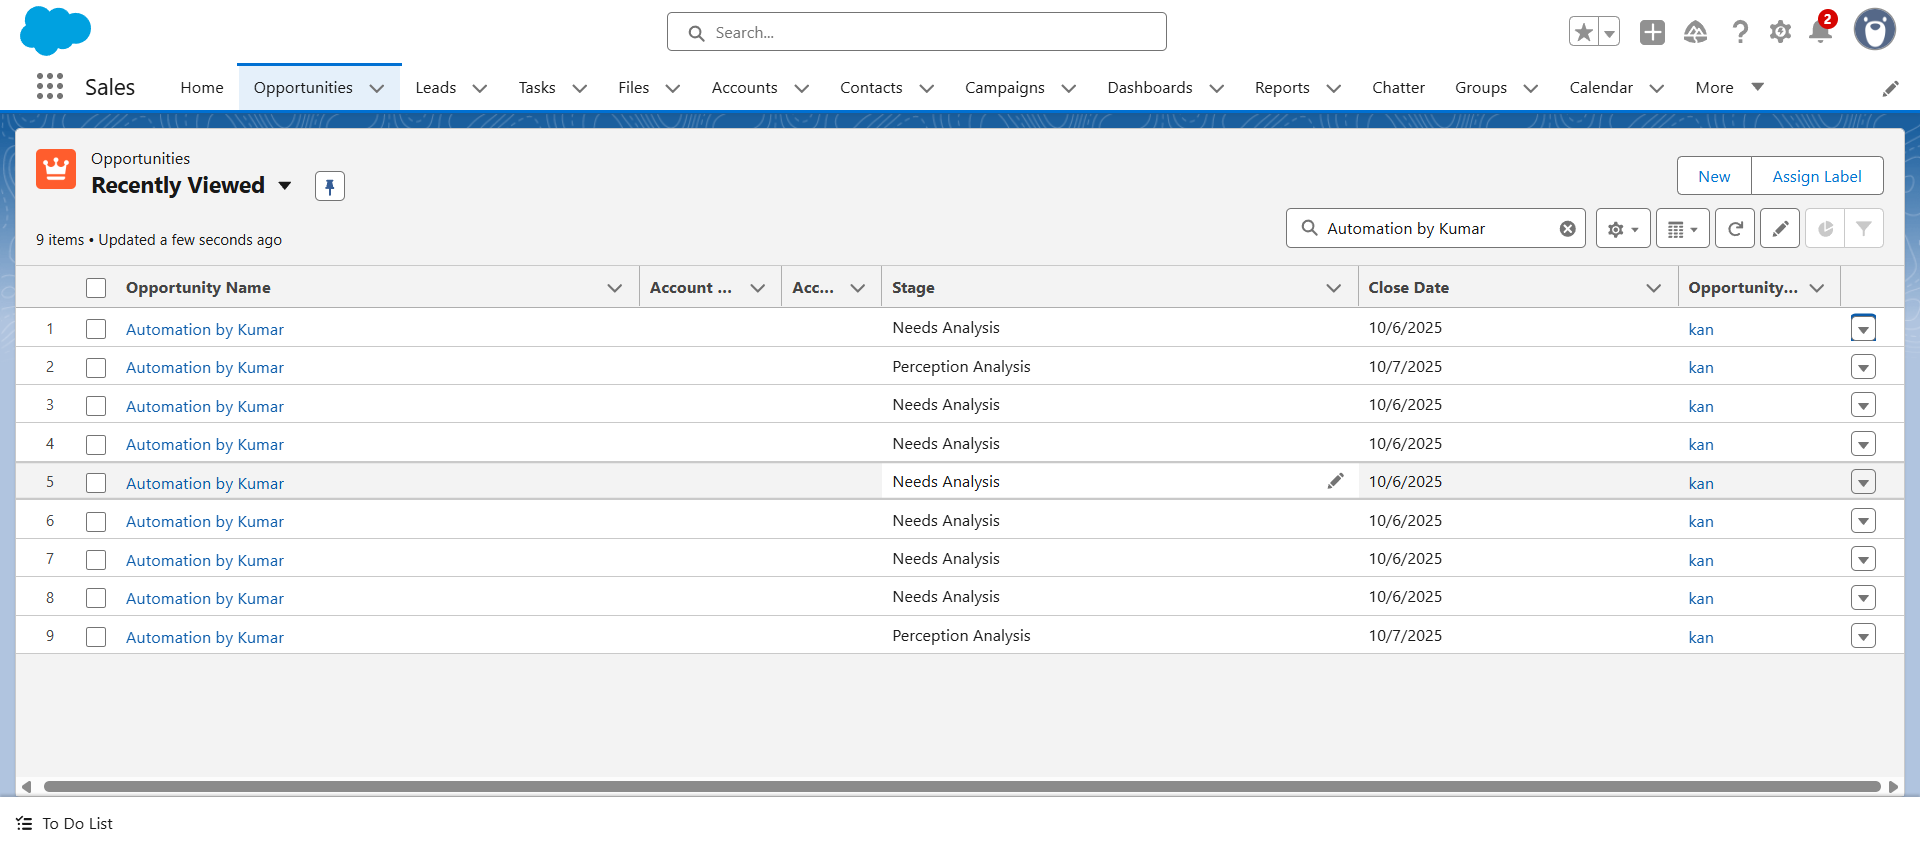 Search...
2
Sales Home Opportunities Leads Tasks Files Accounts Contacts Campaigns Dashboards Reports Chatter Groups Calendar More
Opportunities
Recently Viewed
New Assign Label
9 items • Updated a few seconds ago
Automation by Kumar
Opportunity Name Account ... Acc... Stage Close Date Opportunity...
1 Automation by Kumar Needs Analysis 10/6/2025 kan
2 Automation by Kumar Perception Analysis 10/7/2025 kan
3 Automation by Kumar Needs Analysis 10/6/2025 kan
4 Automation by Kumar Needs Analysis 10/6/2025 kan
5 Automation by Kumar Needs Analysis 10/6/2025 kan
6 Automation by Kumar Needs Analysis 10/6/2025 kan
7 Automation by Kumar Needs Analysis 10/6/2025 kan
8 Automation by Kumar Needs Analysis 10/6/2025 kan
9 Automation by Kumar Perception Analysis 10/7/2025 kan
To Do List